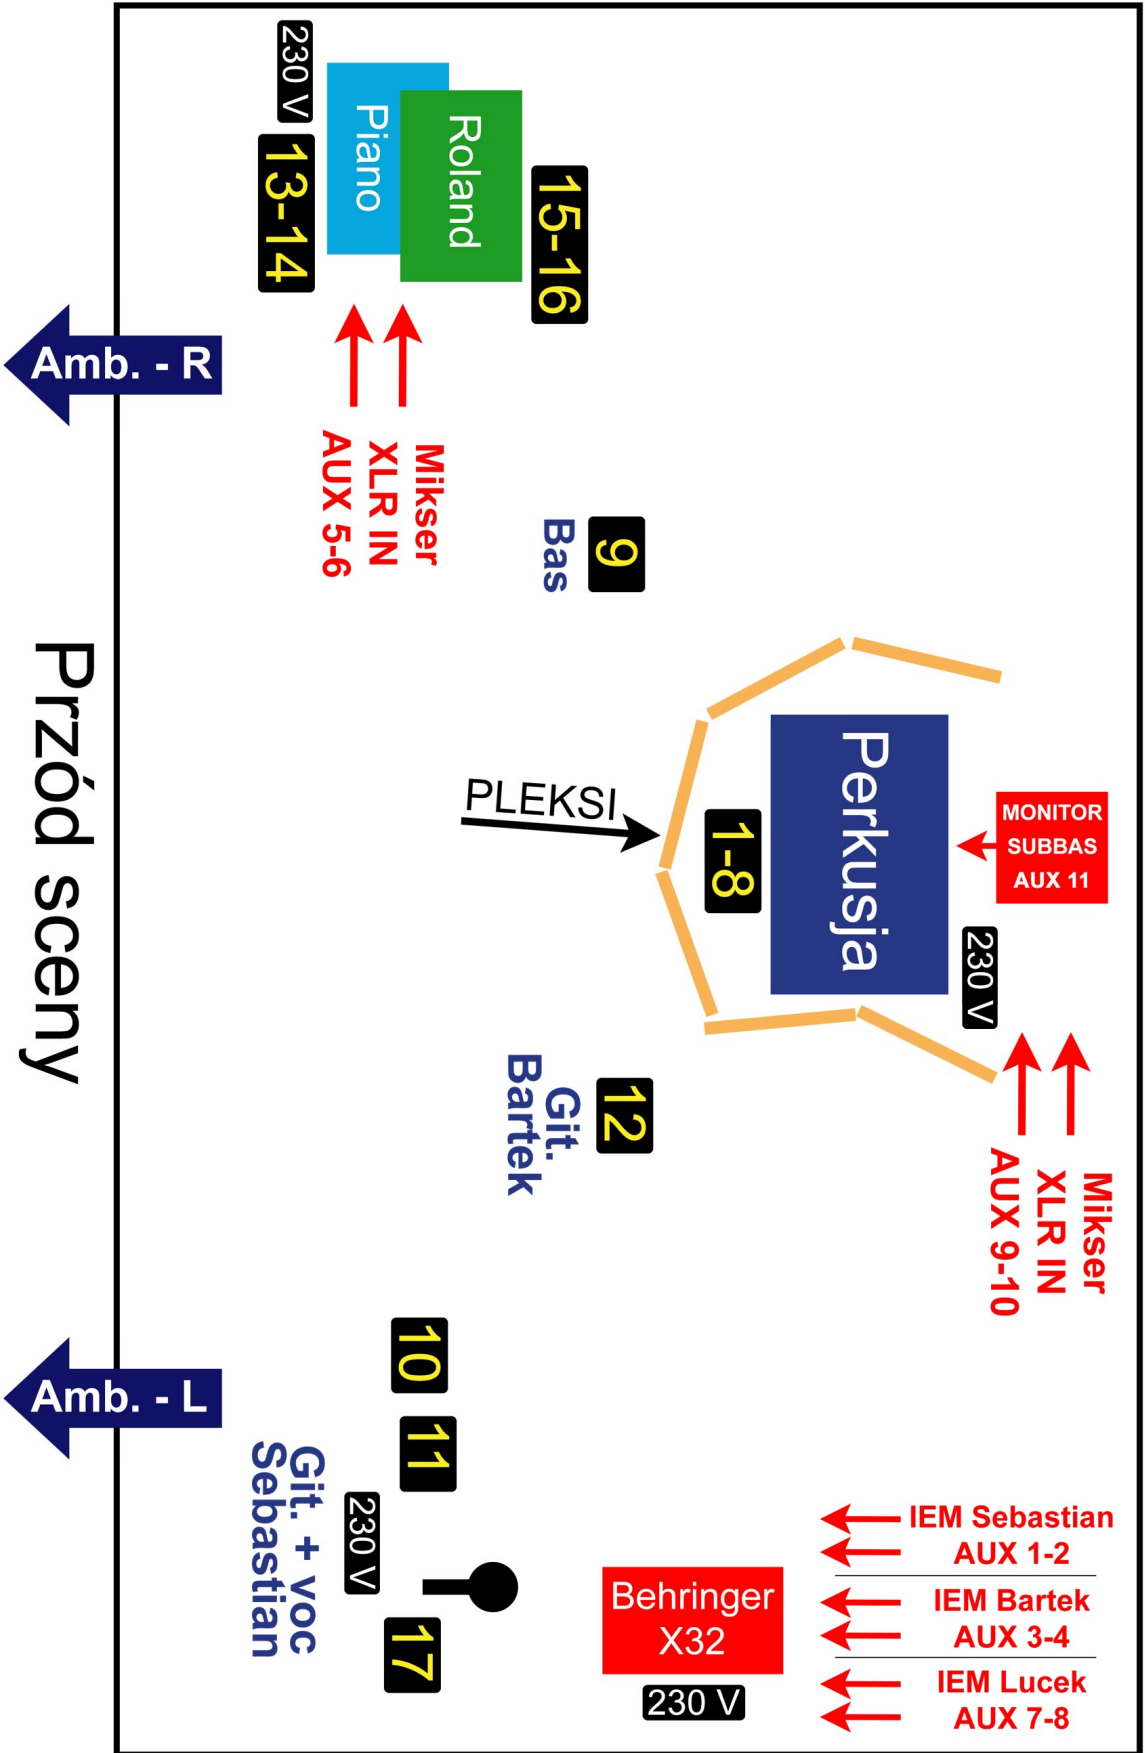 230 V
Piano
Roland
13-14
15-16
Amb. - R
Mikser
XLR IN
AUX 5-6
9
Bas
PLEKSI
1-8
Perkusja
MONITOR
SUBBAS
AUX 11
230 V
Mikser
XLR IN
AUX 9-10
12
Git.
Bartek
10
11
Amb. - L
Git. + voc
Sebastian
230 V
17
Behringer
X32
230 V
IEM Sebastian
AUX 1-2
IEM Bartek
AUX 3-4
IEM Lucek
AUX 7-8
Przód sceny